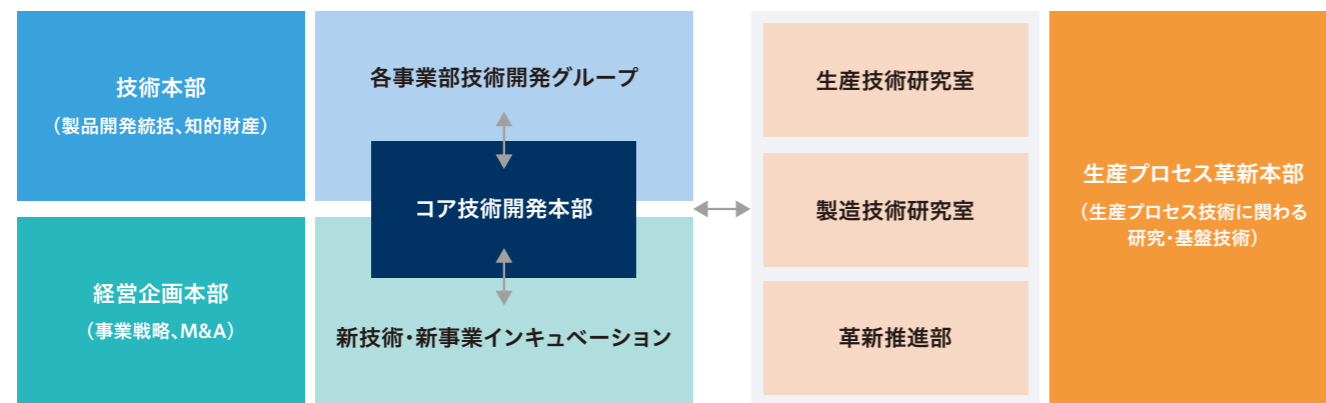 技術本部
（製品開発統括、知的財産）
各事業部技術開発グループ
コア技術開発本部
経営企画本部
（事業戦略、M&A）
新技術・新事業インキュベーション
生産技術研究室
製造技術研究室
革新推進部
生産プロセス革新本部
（生産プロセス技術に関わる
研究・基盤技術）